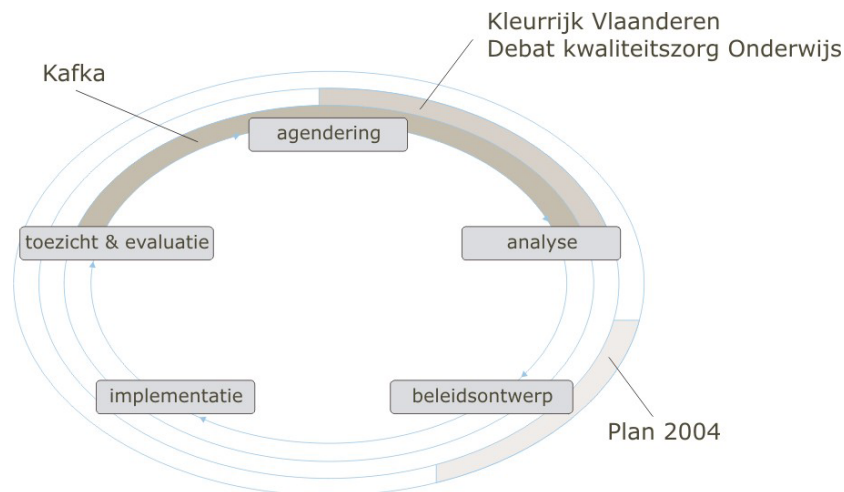 Kleurrijk Vlaanderen
Debat kwaliteitszorg Onderwijs
Kafka
agendering
toezicht & evaluatie
analyse
implementatie
beleidsontwerp
Plan 2004